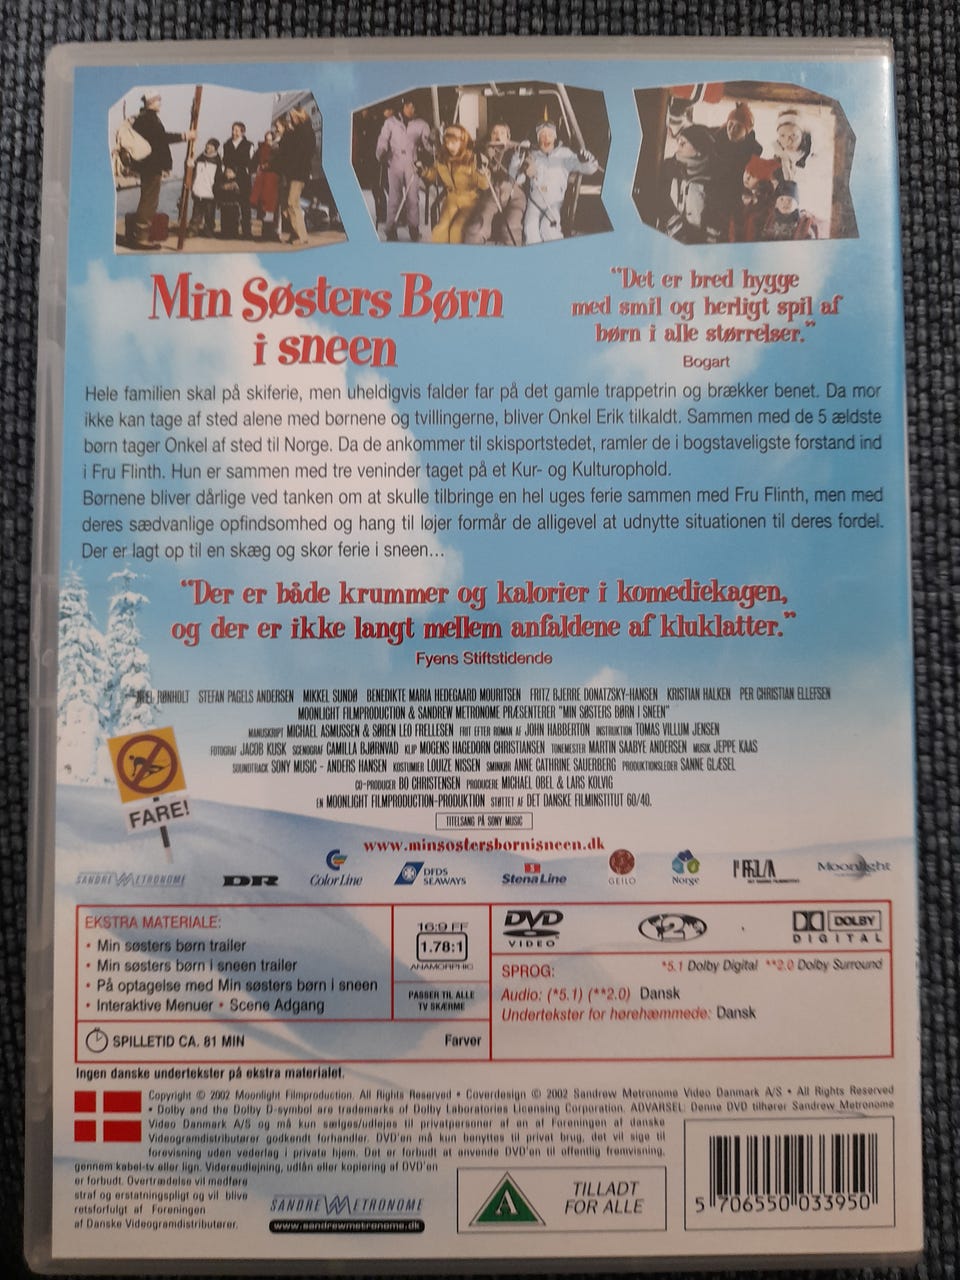 Min Søsters Børn
i sneen
"Det er bred hygge
med smil og herligt spil af
børn i alle størrelser."
Bogart
Hele familien skal på skiferie, men uheldigvis falder far på det gamle trappetrin og brækker benet. Da mor
ikke kan tage af sted alene med børnene og tvillingerne, bliver Onkel Erik tilkaldt. Sammen med de 5 ældste
børn tager Onkel af sted til Norge. Da de ankommer til skisportstedet, ramler de i bogstaveligste forstand ind
i Fru Flinth. Hun er sammen med tre veninder taget på et Kur- og Kulturophold.
Børnene bliver dårlige ved tanken om at skulle tilbringe en hel uges ferie sammen med Fru Flinth, men med
deres sædvanlige opfindsomhed og hang til løjer formår de alligevel at udnytte situationen til deres fordel.
Der er lagt op til en skæg og skør ferie i sneen...
"Der er både krummer og kalorier i komediekagen,
og der er ikke langt mellem anfaldene af kluklatter."
Fyens Stiftstidende
RØNHOLT STEFAN PAGELS ANDERSEN MIKKEL SUNDØ BENEDIKTE MARIA HEDEGAARD MOURITSEN FRITZ BJERRE DONATZSKY-HANSEN KRISTIAN HALKEN PER CHRISTIAN ELLEFSEN
MOONLIGHT FILMPRODUCTION & SANDREW METRONOME PRÆSENTERER "MIN SØSTERS BØRN I SNEEN"
MANUSKRIPT MICHAEL ASMUSSEN & SØREN LEO FRELLESEN FRIT EFTER ROMAN AF JOHN HABBERTON INSTRUKTION TOMAS VILLUM JENSEN
FOTOGRAF JACOB KUSK SCENOGRAF CAMILLA BJØRNVAD KLIP MOGENS HAGEDORN CHRISTIANSEN TONEMESTER MARTIN SAABYE ANDERSEN MUSIK JEPPE KAAS
SOUNDTRACK SONY MUSIC - ANDERS HANSEN KOSTUMIER LOUIZE NISSEN SMINKØR ANNE CATHRINE SAUERBERG PRODUKTIONSLEDER SANNE GLÆSEL
CO-PRODUCER BO CHRISTENSEN PRODUCERE MICHAEL OBEL & LARS KOLVIG
EN MOONLIGHT FILMPRODUCTION-PRODUKTION STØTTET AF DET DANSKE FILMINSTITUT 60/40.
TITELSANG PÅ SONY MUSIC
FARE!
www.minsostersbornisneen.dk
SANDREW METRONOME DR Color Line DFDS SEAWAYS Stena Line GEILO Norge Moonlight
EKSTRA MATERIALE:
• Min søsters børn trailer
• Min søsters børn i sneen trailer
• På optagelse med Min søsters børn i sneen
• Interaktive Menuer • Scene Adgang
16:9 FF
1.78:1
ANAMORPHIC
PASSER TIL ALLE
TV SKÆRME
SPILLETID CA. 81 MIN Farver
DVD
VIDEO
2
DOLBY
DIGITAL
SPROG: *5.1 Dolby Digital **2.0 Dolby Surround
Audio: (*5.1) (**2.0) Dansk
Undertekster for hørehæmmede: Dansk
Ingen danske undertekster på ekstra materialet.
Copyright © 2002 Moonlight Filmproduction. All Rights Reserved • Coverdesign © 2002 Sandrew Metronome Video Danmark A/S • All Rights Reserved
• Dolby and the Dolby D-symbol are trademarks of Dolby Laboratories Licensing Corporation. ADVARSEL: Denne DVD tilhører Sandrew Metronome
Video Danmark A/S og må kun sælges/udlejes til privatpersoner af en af Foreningen af danske
Videogramdistributører godkendt forhandler. DVD'en må kun benyttes til privat brug, det vil sige til
forevisning uden vederlag i private hjem. Det er forbudt at anvende DVD'en til offentlig fremvisning,
gennem kabel-tv eller lign. Videreudlejning, udlån eller kopiering af DVD'en
er forbudt. Overtrædelse vil medføre
straf og erstatningspligt og vil blive
retsforfulgt af Foreningen
af Danske Videogramdistributører.
SANDREW METRONOME
www.sandrewmetronome.dk
A
TILLADT
FOR ALLE
5 706550 033950